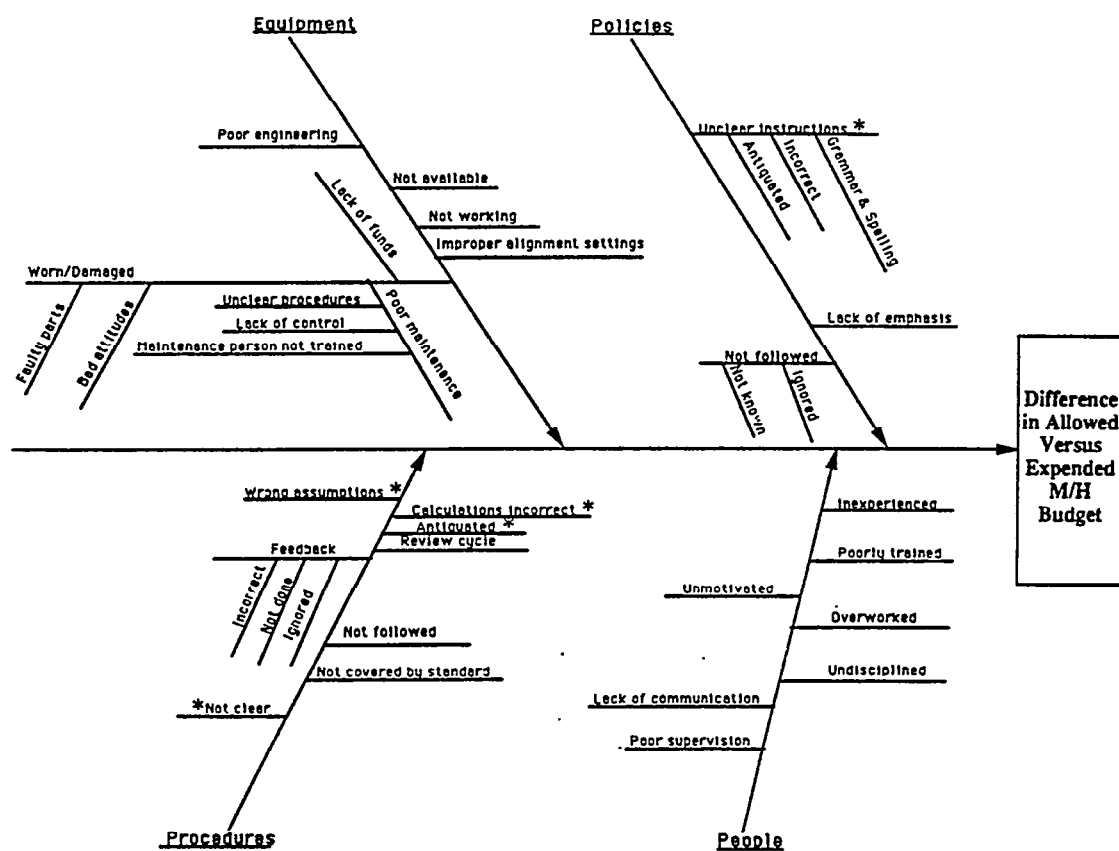 Equipment
Policies
Poor engineering
Unclear instructions *
Antiquated
Incorrect
Grammar & Spelling
Not available
Lack of funds
Not working
Improper alignment settings
Worn/Damaged
Faulty parts
Bad attitudes
Unclear procedures
Lack of control
Maintenance person not trained
Poor maintenance
Lack of emphasis
Not followed
Not known
Ignored
Difference
in Allowed
Versus
Expended
M/H
Budget
Wrong assumptions *
Calculations incorrect *
Antiquated *
Review cycle
Feedback
Incorrect
Not done
Ignored
Not followed
Not covered by standard
*Not clear
Inexperienced
Poorly trained
Unmotivated
Overworked
Undisciplined
Lack of communication
Poor supervision
Procedures
People